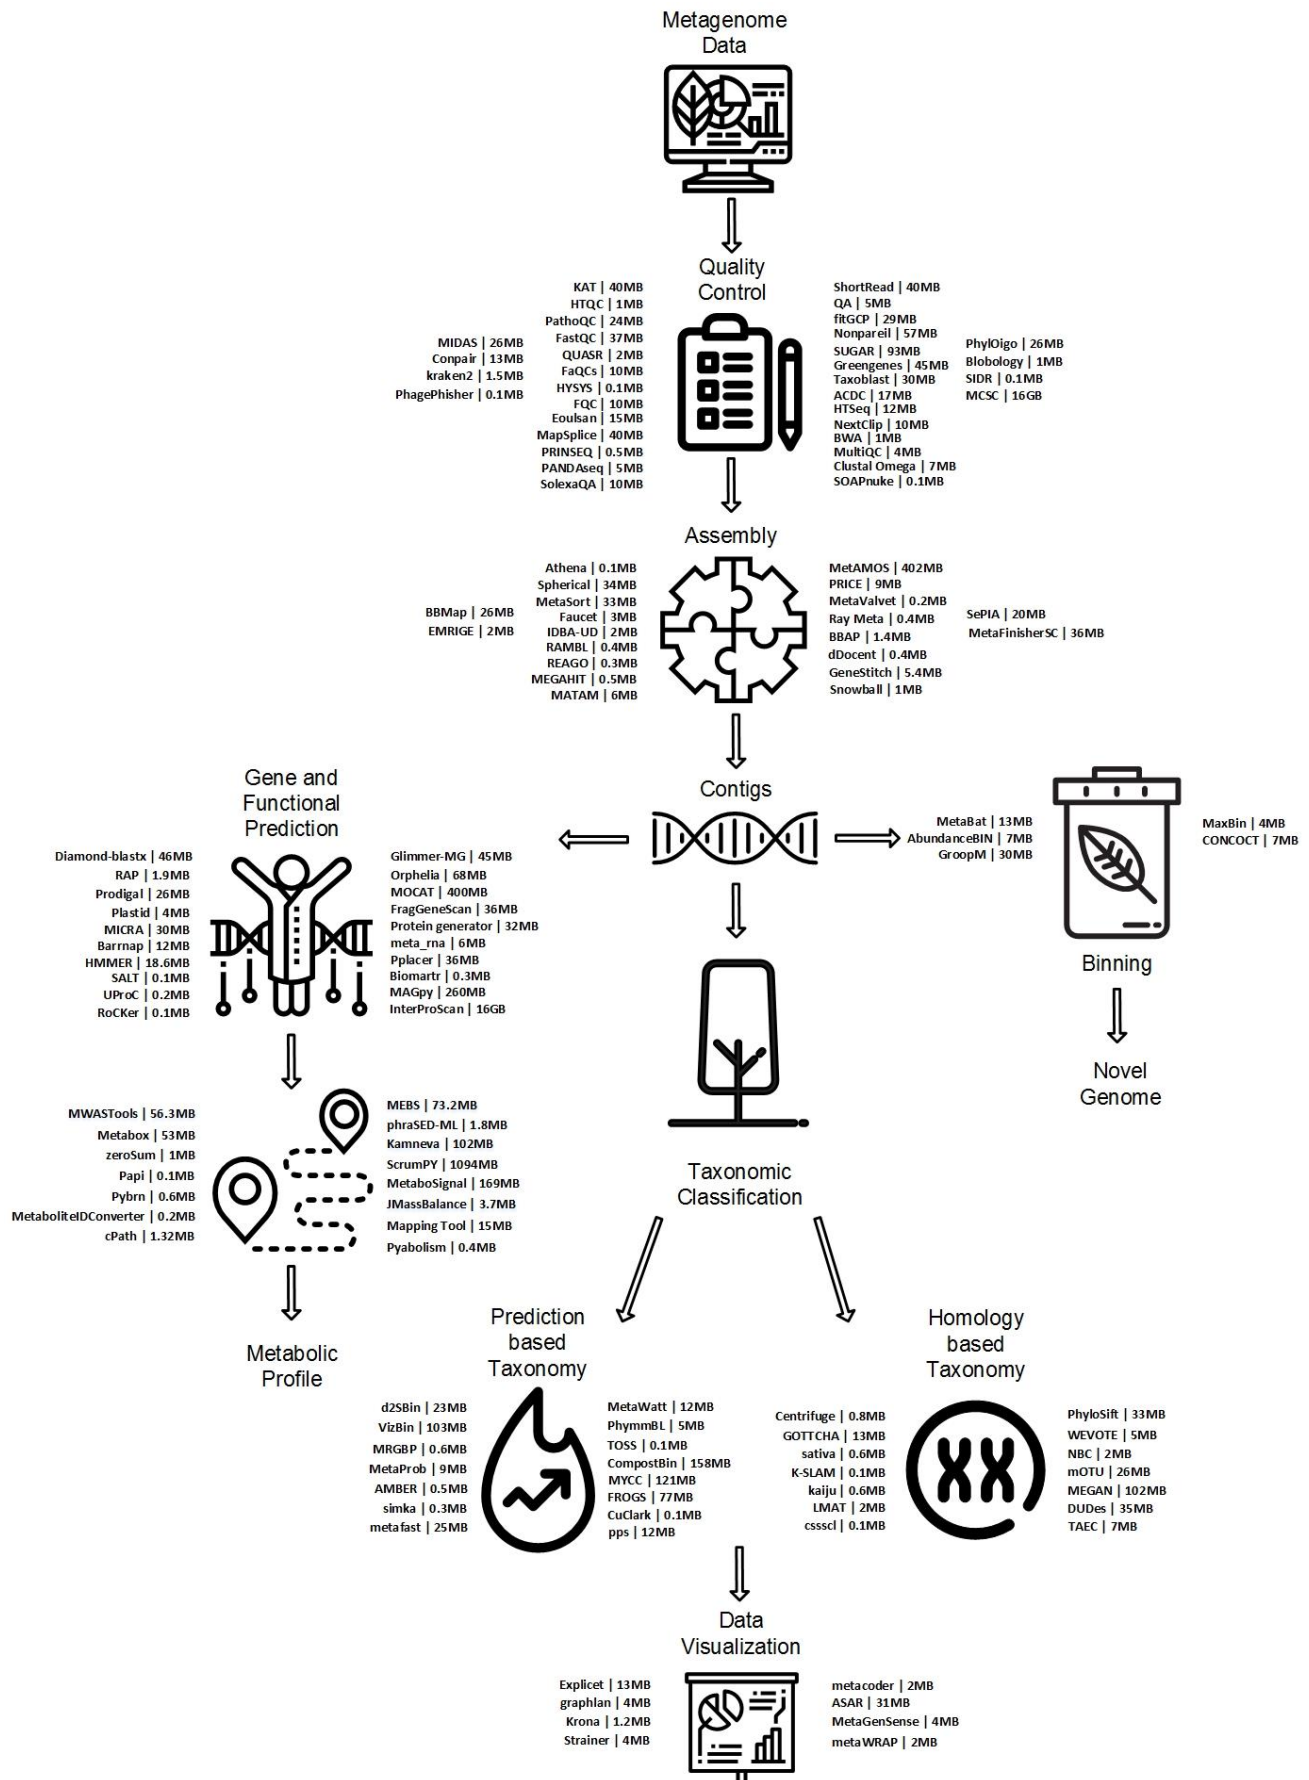 Metagenome
Data
Quality
Control
MIDAS | 26MB
Conpair | 13MB
kraken2 | 1.5MB
PhagePhisher | 0.1MB
KAT | 40MB
HTQC | 1MB
PathoQC | 24MB
FastQC | 37MB
QUASR | 2MB
FaQCs | 10MB
HYSYS | 0.1MB
FQC | 10MB
Eoulsan | 15MB
MapSplice | 40MB
PRINSEQ | 0.5MB
PANDAseq | 5MB
SolexaQA | 10MB
ShortRead | 40MB
QA | 5MB
fitGCP | 29MB
Nonpareil | 57MB
SUGAR | 93MB
Greengenes | 45MB
Taxoblast | 30MB
ACDC | 17MB
HTSeq | 12MB
NextClip | 10MB
BWA | 1MB
MultiQC | 4MB
Clustal Omega | 7MB
SOAPnuke | 0.1MB
PhylOigo | 26MB
Blobology | 1MB
SIDR | 0.1MB
MCSC | 16GB
Assembly
BBMap | 26MB
EMRIGE | 2MB
Athena | 0.1MB
Spherical | 34MB
MetaSort | 33MB
Faucet | 3MB
IDBA-UD | 2MB
RAMBL | 0.4MB
REAGO | 0.3MB
MEGAHIT | 0.5MB
MATAM | 6MB
MetAMOS | 402MB
PRICE | 9MB
MetaValvet | 0.2MB
Ray Meta | 0.4MB
BBAP | 1.4MB
dDocent | 0.4MB
GeneStitch | 5.4MB
Snowball | 1MB
SePIA | 20MB
MetaFinisherSC | 36MB
Contigs
Gene and
Functional
Prediction
Diamond-blastx | 46MB
RAP | 1.9MB
Prodigal | 26MB
Plastid | 4MB
MICRA | 30MB
Barrnap | 12MB
HMMER | 18.6MB
SALT | 0.1MB
UProC | 0.2MB
RoCKer | 0.1MB
Glimmer-MG | 45MB
Orphelia | 68MB
MOCAT | 400MB
FragGeneScan | 36MB
Protein generator | 32MB
meta_rna | 6MB
Pplacer | 36MB
Biomartr | 0.3MB
MAGpy | 260MB
InterProScan | 16GB
MetaBat | 13MB
AbundanceBIN | 7MB
GroopM | 30MB
MaxBin | 4MB
CONCOCT | 7MB
Binning
Novel
Genome
MWASTools | 56.3MB
Metabox | 53MB
zeroSum | 1MB
Papi | 0.1MB
Pybrn | 0.6MB
MetaboliteIDConverter | 0.2MB
cPath | 1.32MB
MEBS | 73.2MB
phraSED-ML | 1.8MB
Kamneva | 102MB
ScrumPY | 1094MB
MetaboSignal | 169MB
JMassBalance | 3.7MB
Mapping Tool | 15MB
Pyabolism | 0.4MB
Metabolic
Profile
Taxonomic
Classification
Prediction
based
Taxonomy
d2SBin | 23MB
VizBin | 103MB
MRGBP | 0.6MB
MetaProb | 9MB
AMBER | 0.5MB
simka | 0.3MB
metafast | 25MB
MetaWatt | 12MB
PhymmBL | 5MB
TOSS | 0.1MB
CompostBin | 158MB
MYCC | 121MB
FROGS | 77MB
CuClark | 0.1MB
pps | 12MB
Homology
based
Taxonomy
Centrifuge | 0.8MB
GOTTCHA | 13MB
sativa | 0.6MB
K-SLAM | 0.1MB
kaiju | 0.6MB
LMAT | 2MB
cssscl | 0.1MB
PhyloSift | 33MB
WEVOTE | 5MB
NBC | 2MB
mOTU | 26MB
MEGAN | 102MB
DUDes | 35MB
TAEC | 7MB
Data
Visualization
Explicet | 13MB
graphlan | 4MB
Krona | 1.2MB
Strainer | 4MB
metacoder | 2MB
ASAR | 31MB
MetaGenSense | 4MB
metaWRAP | 2MB